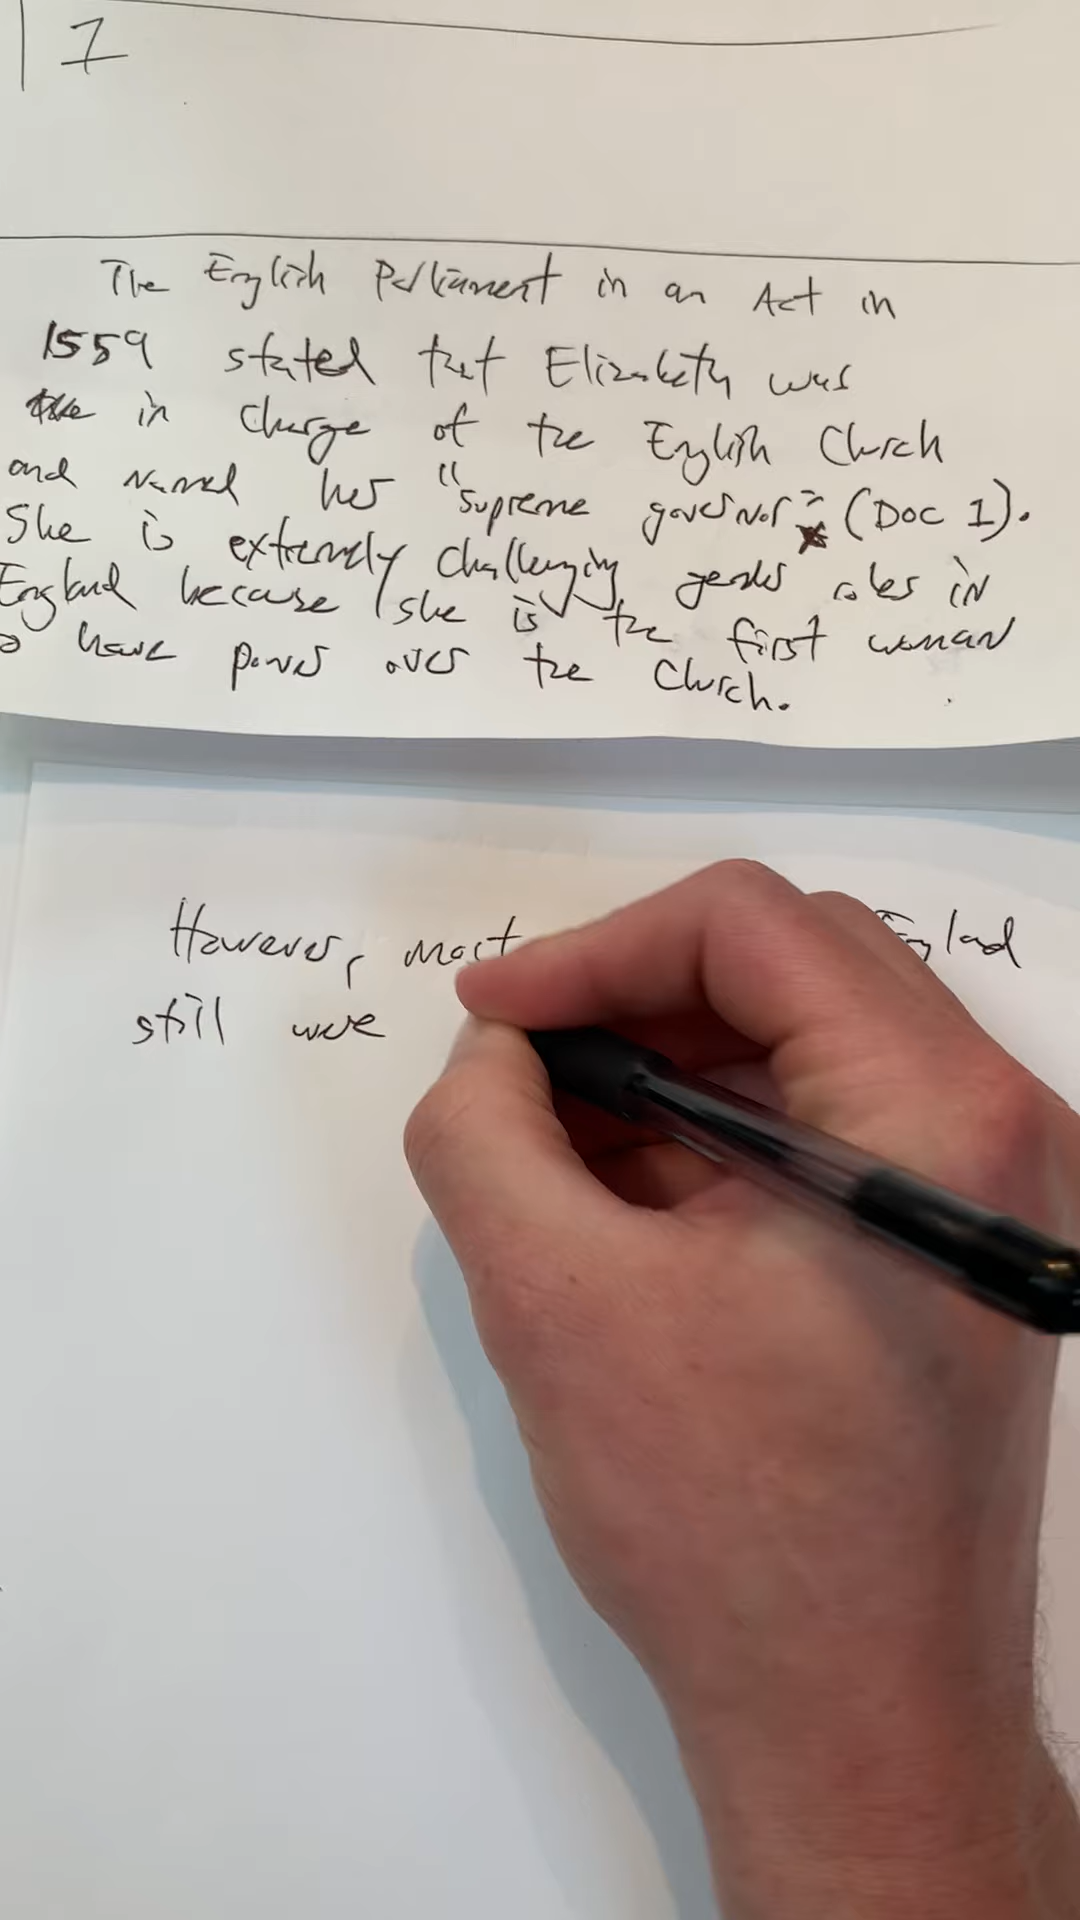 1
The English Parliament in an Act in
1559 stated that Elizabeth was
in charge of the English Church
and named her "supreme governor" (Doc 1).
She is extremely challenging gender roles in
England because she is the first woman
to have power over the Church.
However, most England
still were